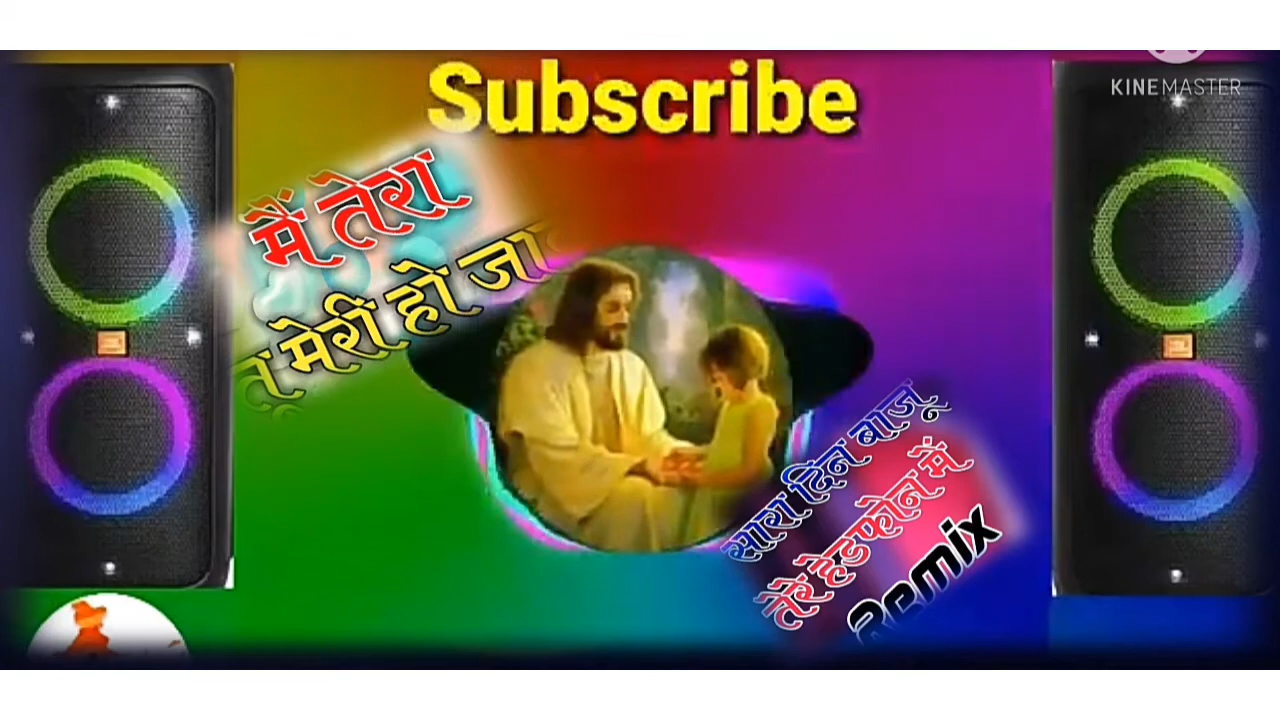 Subscribe
KINEMASTER
मैं तेरा
तू मेरी हो जा
सारा दिन बाजू
तेरे हेडफोन में
Remix